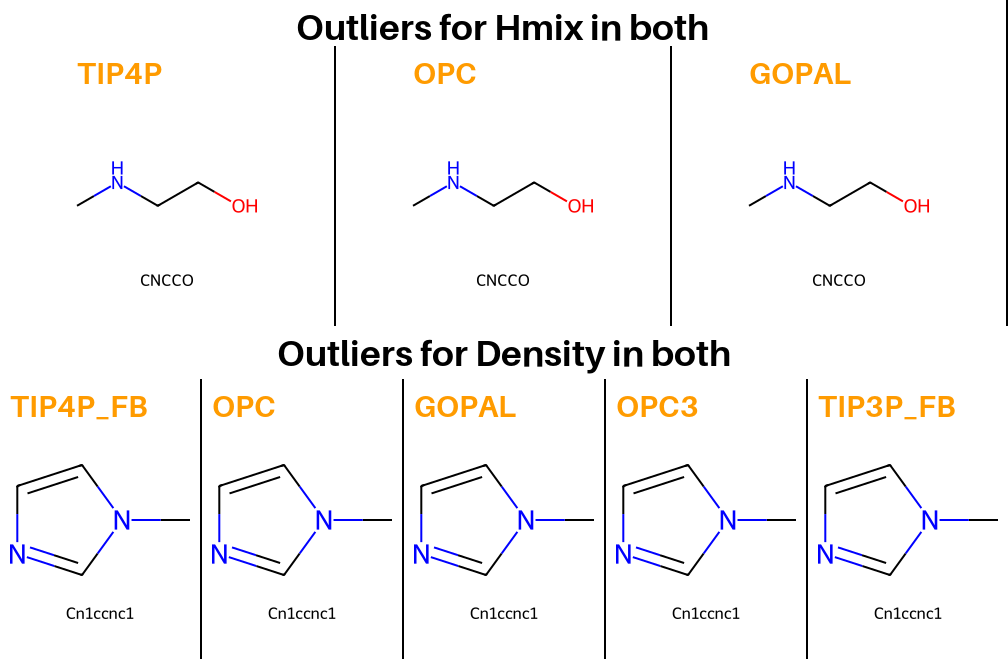 Outliers for Hmix in both
TIP4P OPC GOPAL
H H H
N N N
OH OH OH
CNCCO CNCCO CNCCO
Outliers for Density in both
TIP4P_FB OPC GOPAL OPC3 TIP3P_FB
N N N N N
N N N N N
Cn1ccnc1 Cn1ccnc1 Cn1ccnc1 Cn1ccnc1 Cn1ccnc1